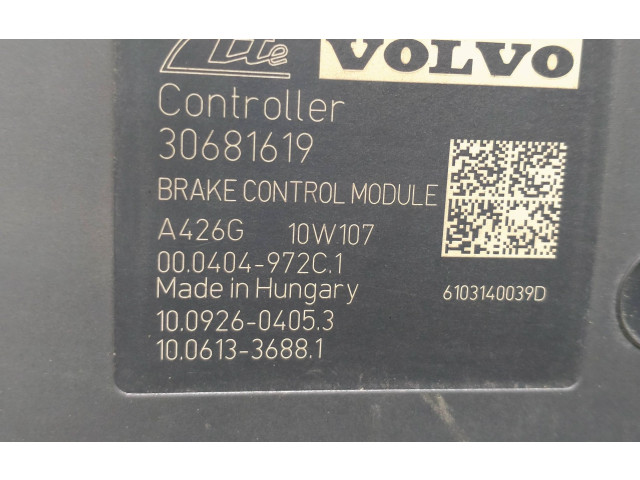 Ate VOLVO
Controller
30681619
BRAKE CONTROL MODULE
A426G 10W107
00.0404-972C.1
Made in Hungary
6103140039D
10.0926-0405.3
10.0613-3688.1